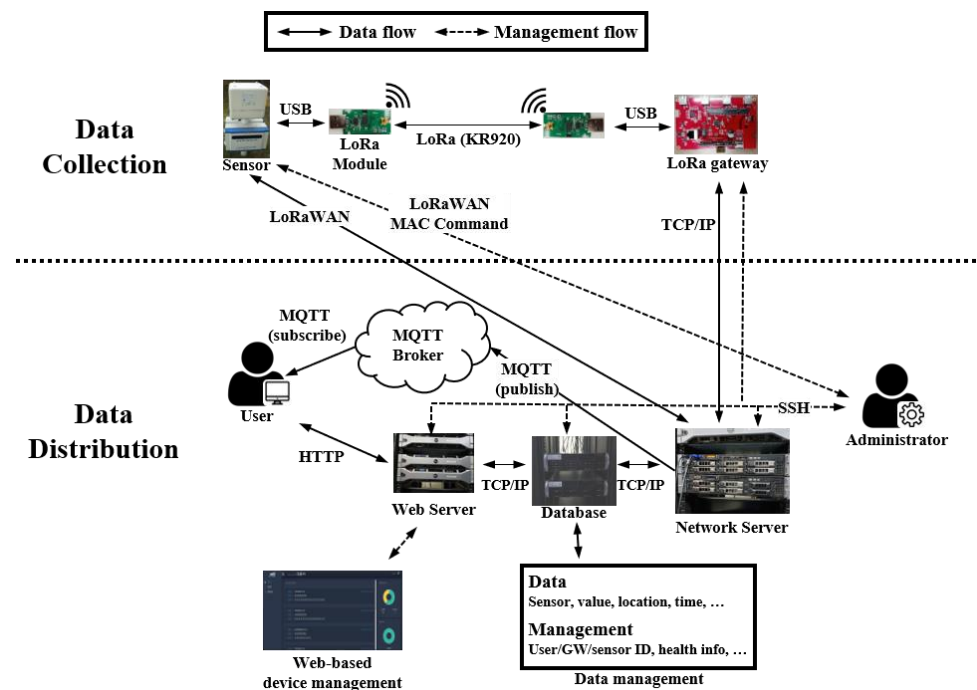 Data flow
Management flow
USB
USB
LoRa (KR920)
Data
Collection
LoRa
Module
Sensor
LoRa gateway
LoRaWAN
LoRaWAN
MAC Command
TCP/IP
MQTT
(subscribe)
MQTT
Broker
MQTT
(publish)
User
SSH
Administrator
Data
Distribution
HTTP
TCP/IP
TCP/IP
Web Server
Database
Network Server
Data
Sensor, value, location, time, …
Management
User/GW/sensor ID, health info, …
Web-based
device management
Data management